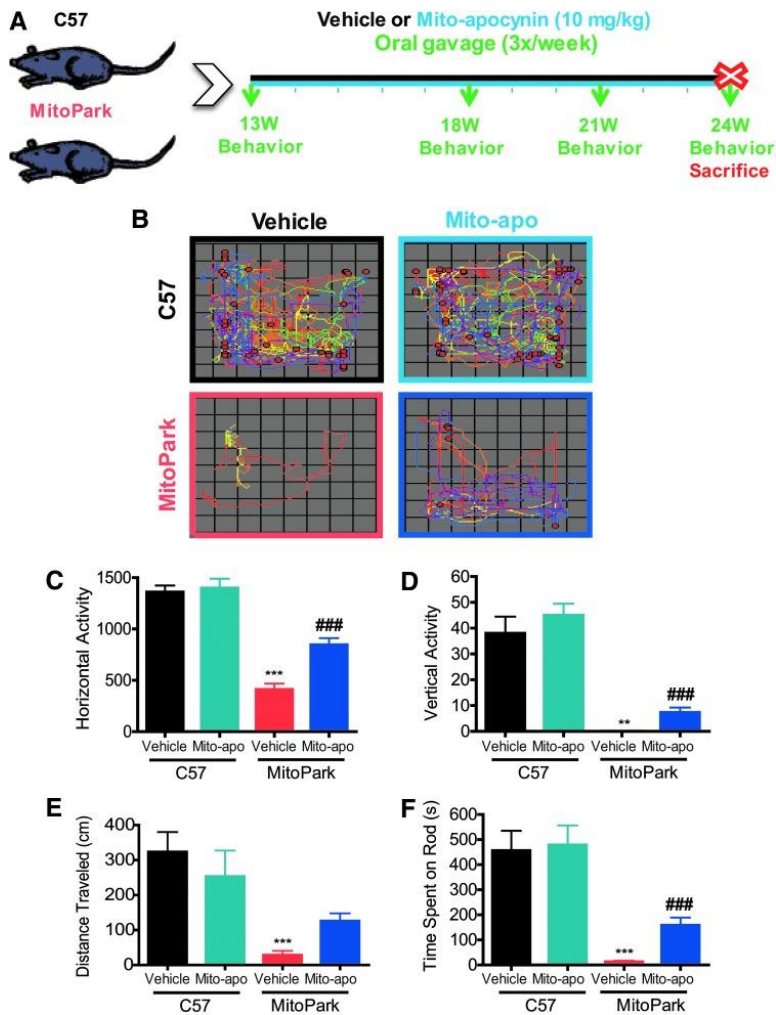 A
C57
MitoPark
Vehicle or Mito-apocynin (10 mg/kg)
Oral gavage (3x/week)
13W
Behavior
18W
Behavior
21W
Behavior
24W
Behavior
Sacrifice
B
Vehicle
Mito-apo
C57
MitoPark
C
Horizontal Activity
1500
1000
500
0
***
###
Vehicle Mito-apo Vehicle Mito-apo
C57 MitoPark
D
Vertical Activity
60
50
40
30
20
10
0
**
###
Vehicle Mito-apo Vehicle Mito-apo
C57 MitoPark
E
Distance Traveled (cm)
400
300
200
100
0
***
Vehicle Mito-apo Vehicle Mito-apo
C57 MitoPark
F
Time Spent on Rod (s)
600
500
400
300
200
100
0
***
###
Vehicle Mito-apo Vehicle Mito-apo
C57 MitoPark